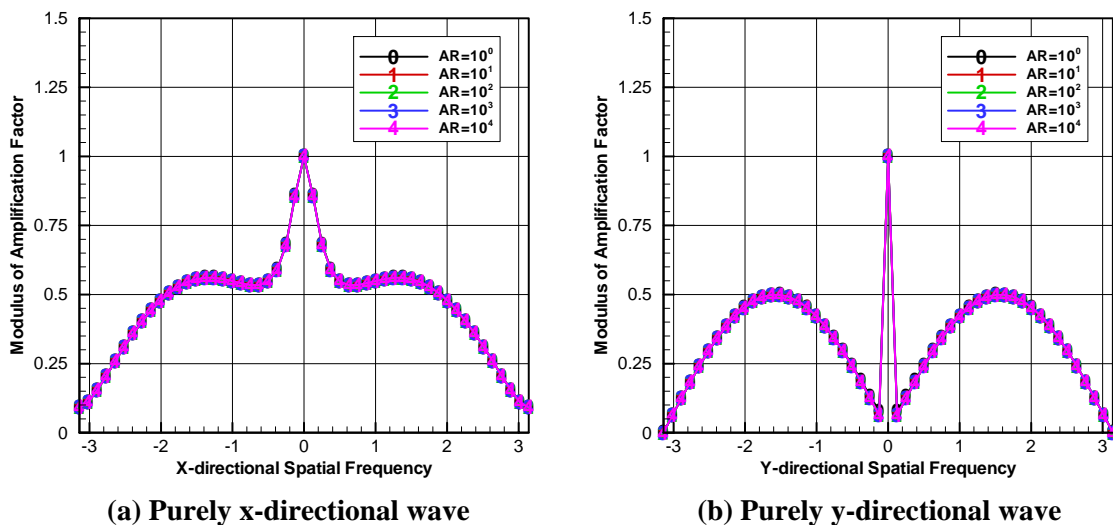 1.5
1.25
1
0.75
0.5
0.25
0
-3 -2 -1 0 1 2 3
Modulus of Amplification Factor
X-directional Spatial Frequency
0 AR=10⁰
1 AR=10¹
2 AR=10²
3 AR=10³
4 AR=10⁴
(a) Purely x-directional wave
1.5
1.25
1
0.75
0.5
0.25
0
-3 -2 -1 0 1 2 3
Modulus of Amplification Factor
Y-directional Spatial Frequency
0 AR=10⁰
1 AR=10¹
2 AR=10²
3 AR=10³
4 AR=10⁴
(b) Purely y-directional wave